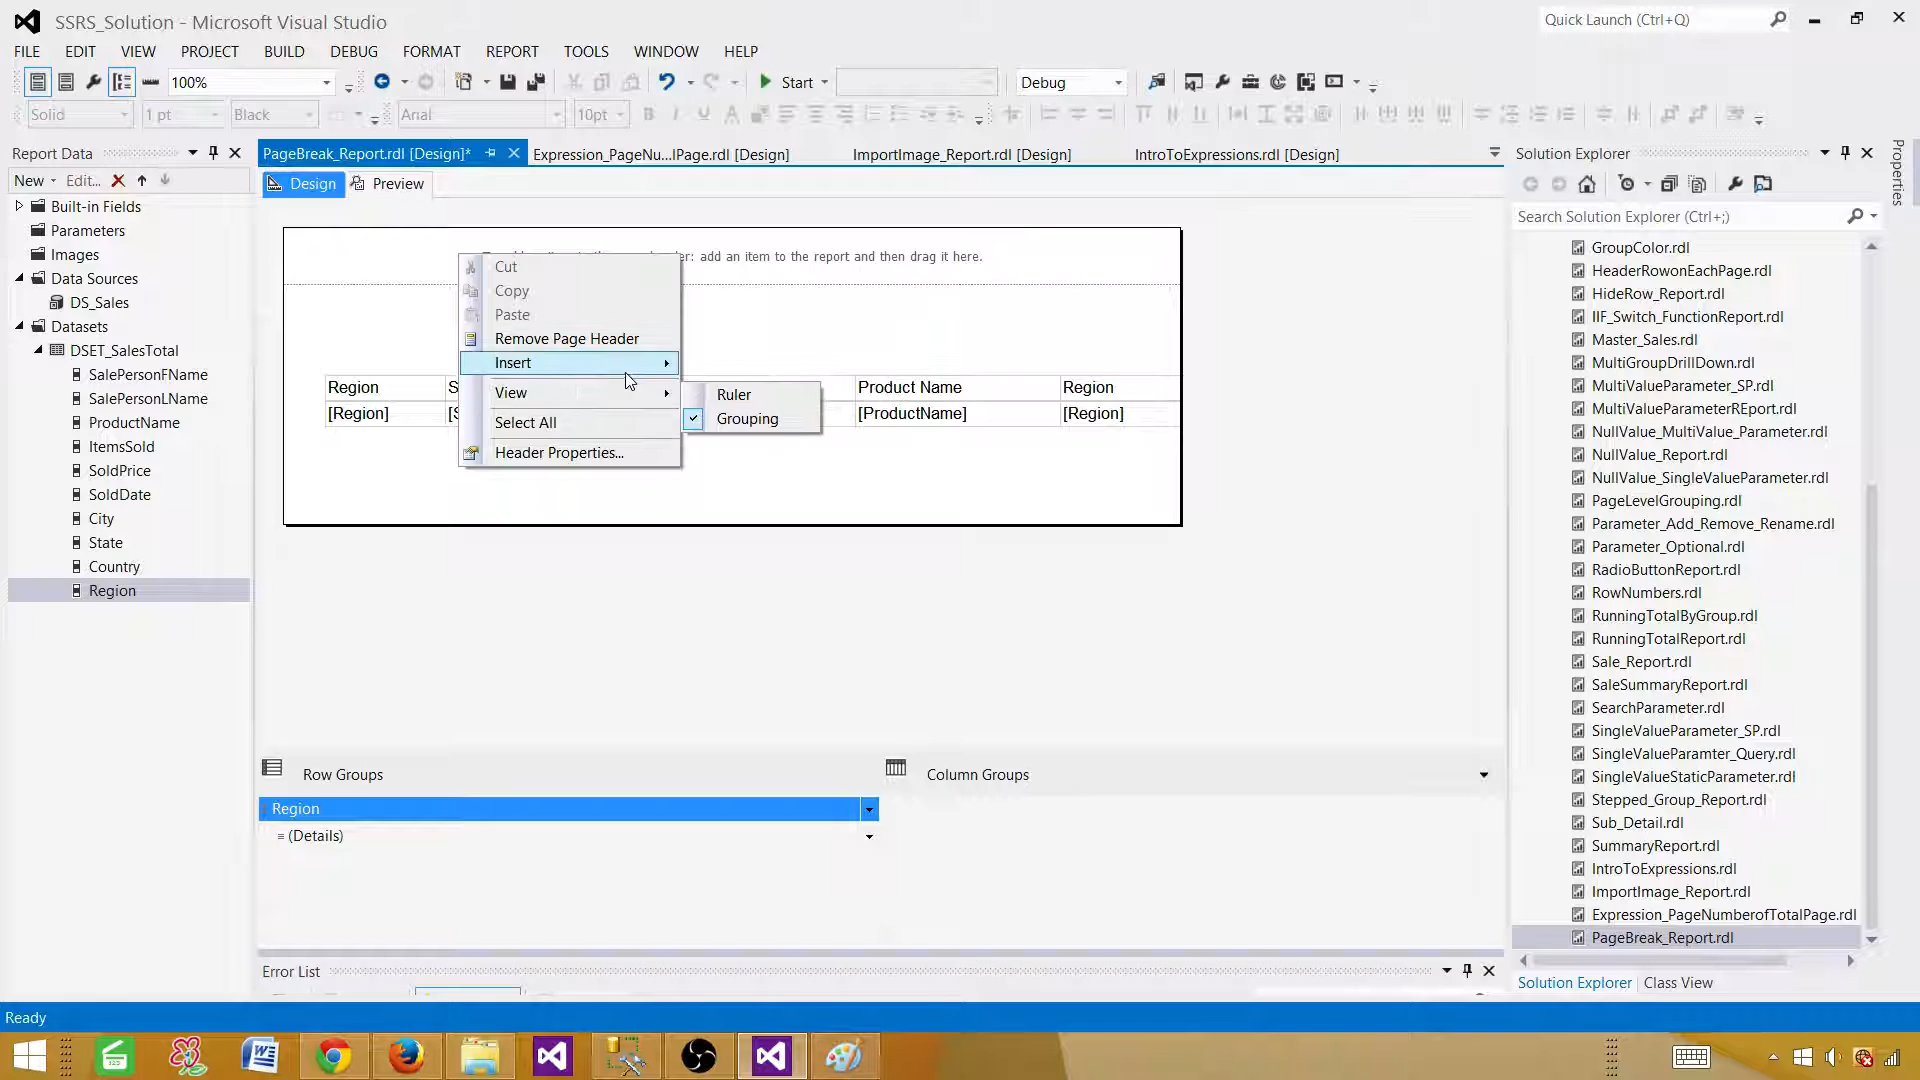 SSRS_Solution - Microsoft Visual Studio
Quick Launch (Ctrl+Q)
FILE EDIT VIEW PROJECT BUILD DEBUG FORMAT REPORT TOOLS WINDOW HELP
100%
Start
Debug
Solid 1 pt Black Arial 10pt
Report Data
PageBreak_Report.rdl [Design]*
Expression_PageNu...lPage.rdl [Design]
ImportImage_Report.rdl [Design]
IntroToExpressions.rdl [Design]
Solution Explorer
Properties
New Edit...
Design Preview
Search Solution Explorer (Ctrl+;)
Built-in Fields
Parameters
Images
Data Sources
DS_Sales
Datasets
DSET_SalesTotal
SalePersonFName
SalePersonLName
ProductName
ItemsSold
SoldPrice
SoldDate
City
State
Country
Region
add an item to the report and then drag it here.
Cut
Copy
Paste
Remove Page Header
Insert
View
Select All
Header Properties...
Ruler
Grouping
Region S Product Name Region
[Region] [S [ProductName] [Region]
Row Groups
Column Groups
Region
(Details)
Error List
GroupColor.rdl
HeaderRowonEachPage.rdl
HideRow_Report.rdl
IIF_Switch_FunctionReport.rdl
Master_Sales.rdl
MultiGroupDrillDown.rdl
MultiValueParameter_SP.rdl
MultiValueParameterREport.rdl
NullValue_MultiValue_Parameter.rdl
NullValue_Report.rdl
NullValue_SingleValueParameter.rdl
PageLevelGrouping.rdl
Parameter_Add_Remove_Rename.rdl
Parameter_Optional.rdl
RadioButtonReport.rdl
RowNumbers.rdl
RunningTotalByGroup.rdl
RunningTotalReport.rdl
Sale_Report.rdl
SaleSummaryReport.rdl
SearchParameter.rdl
SingleValueParameter_SP.rdl
SingleValueParamter_Query.rdl
SingleValueStaticParameter.rdl
Stepped_Group_Report.rdl
Sub_Detail.rdl
SummaryReport.rdl
IntroToExpressions.rdl
ImportImage_Report.rdl
Expression_PageNumberofTotalPage.rdl
PageBreak_Report.rdl
Solution Explorer Class View
Ready